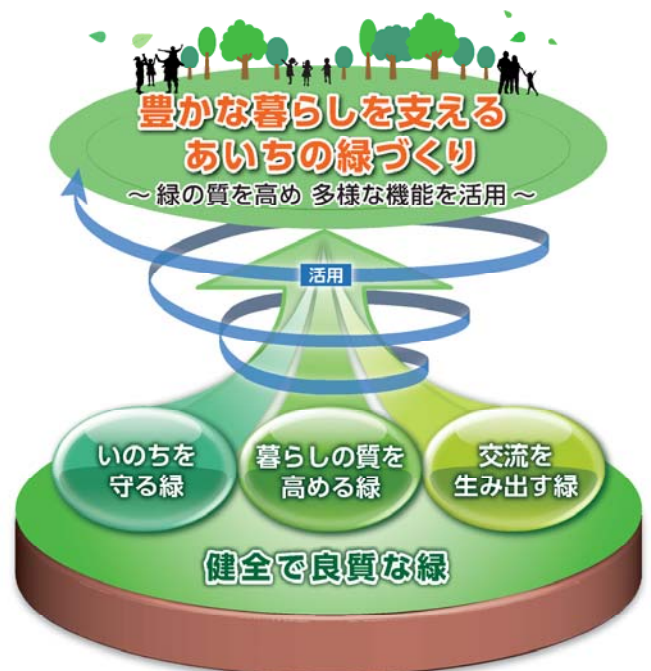 豊かな暮らしを支える
あいちの緑づくり
～ 緑の質を高め 多様な機能を活用 ～
活用
いのちを
守る緑
暮らしの質を
高める緑
交流を
生み出す緑
健全で良質な緑